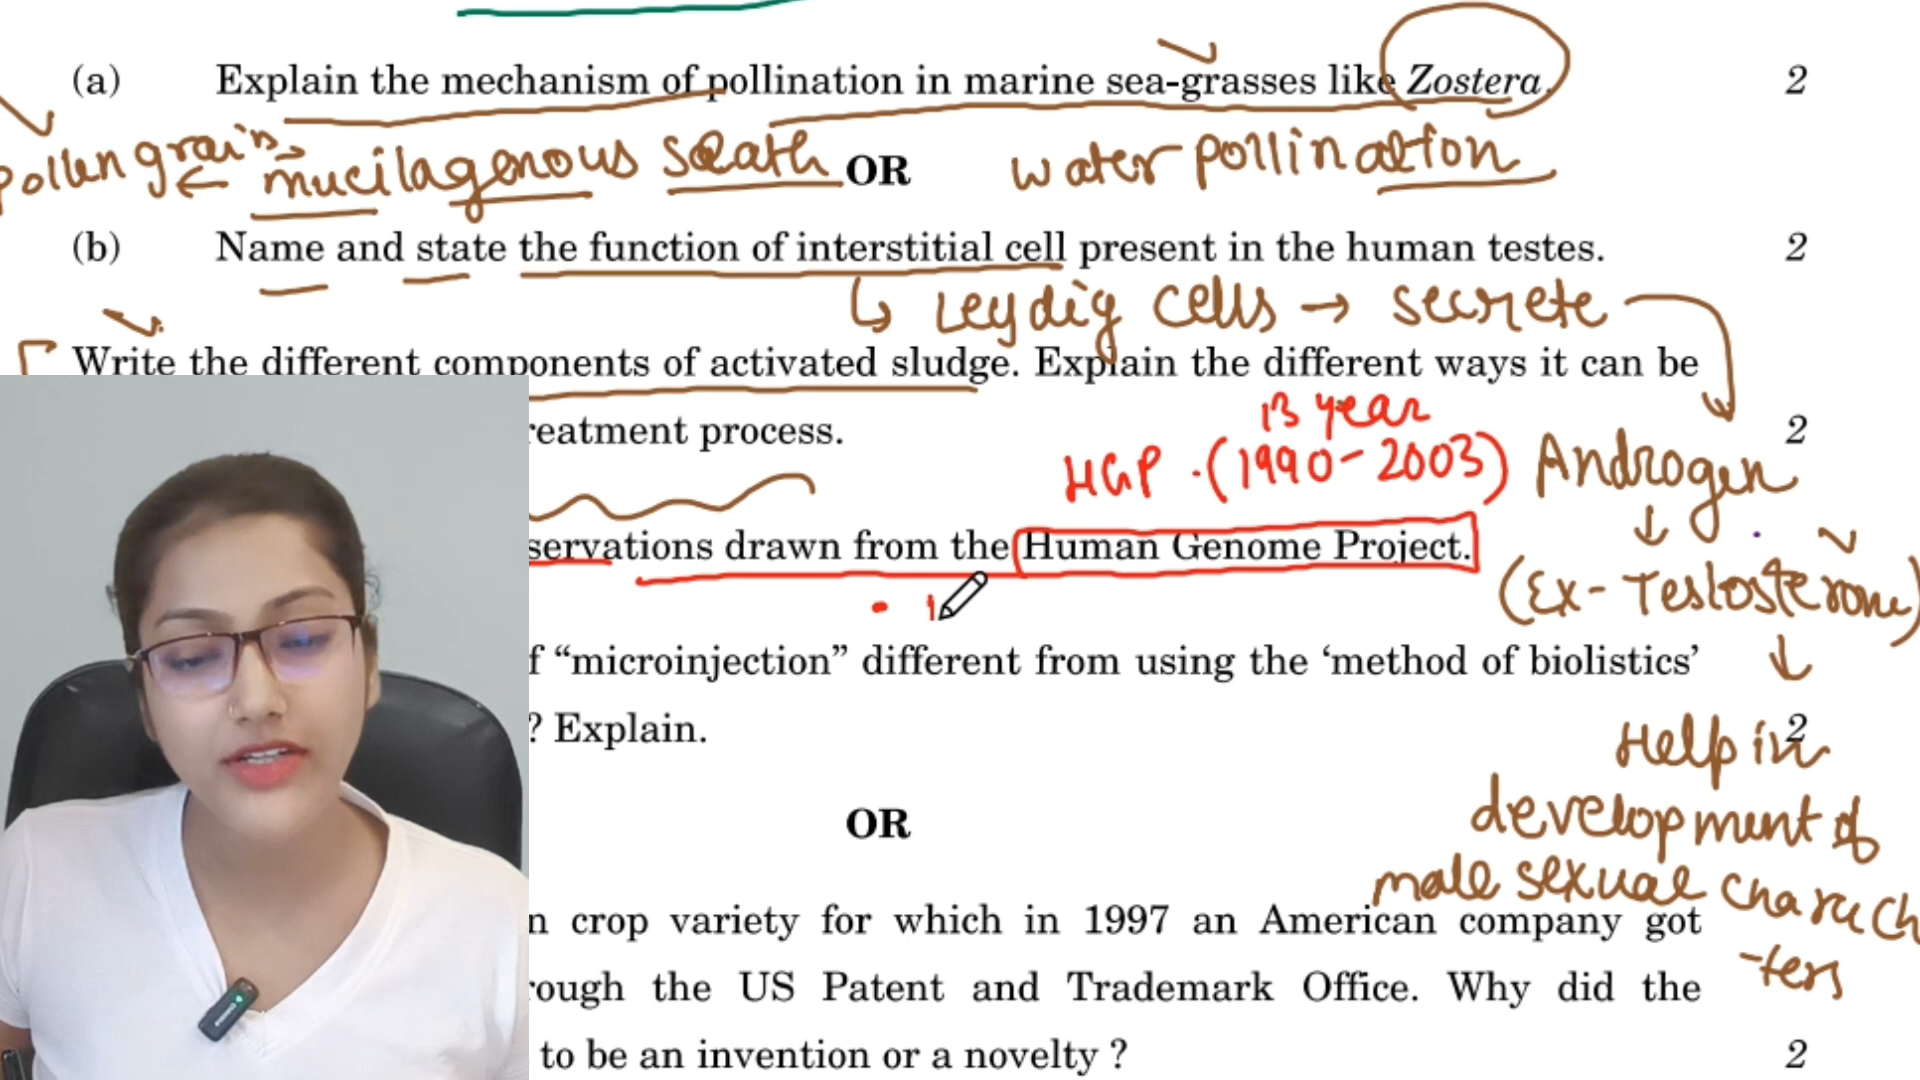 (a) Explain the mechanism of pollination in marine sea-grasses like Zostera. 2
pollen grains mucilagenous seath OR water pollination
(b) Name and state the function of interstitial cell present in the human testes. 2
Leydig cells → secrete
Write the different components of activated sludge. Explain the different ways it can be
13 year
reatment process. 2
HGP (1990-2003) Androgen
servations drawn from the Human Genome Project.
(Ex- Testosterone)
f “microinjection” different from using the ‘method of biolistics’
? Explain. 2
Help in
OR
development of
male sexual charach
n crop variety for which in 1997 an American company got
-ters
rough the US Patent and Trademark Office. Why did the
to be an invention or a novelty ? 2